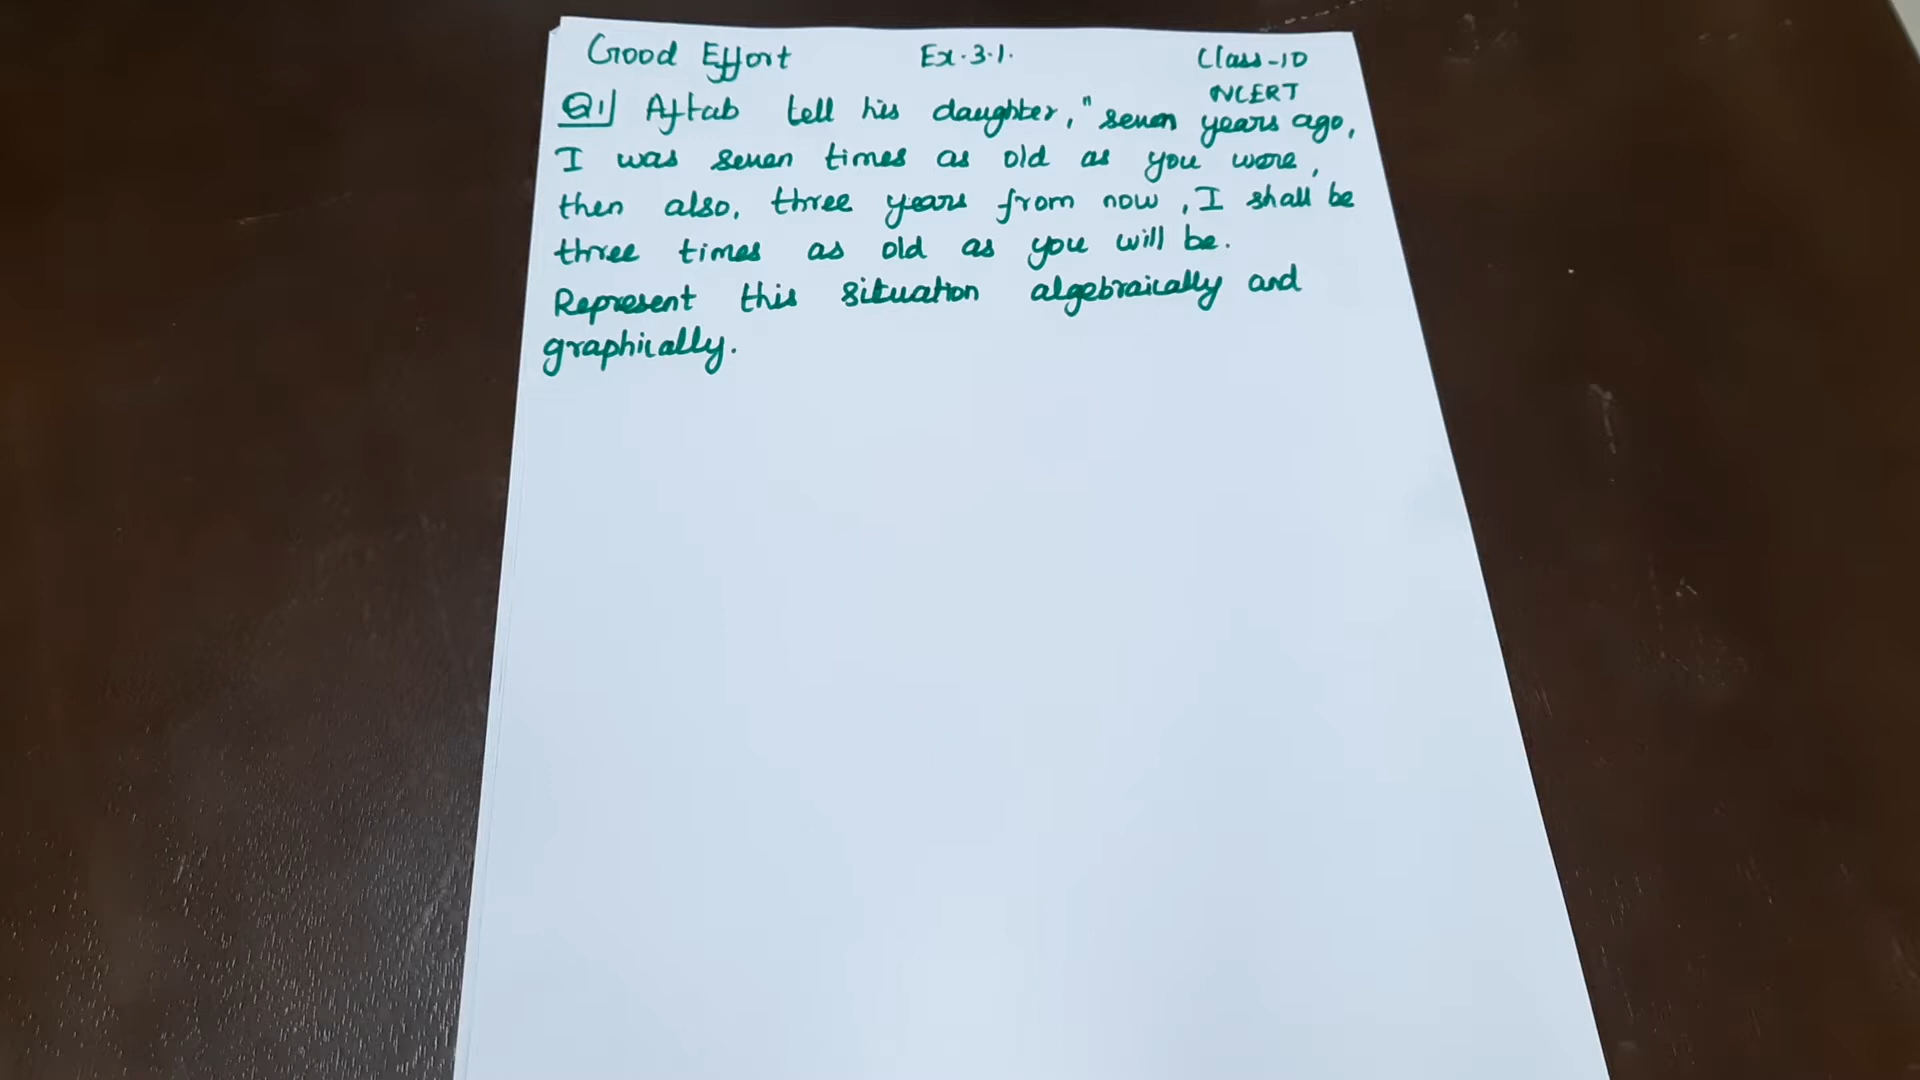 Good Effort Ex.3.1. Class-10
NCERT
Q1 Aftab tell his daughter, "seven years ago,
I was seven times as old as you were,
then also, three years from now, I shall be
three times as old as you will be.
Represent this situation algebraically and
graphically.